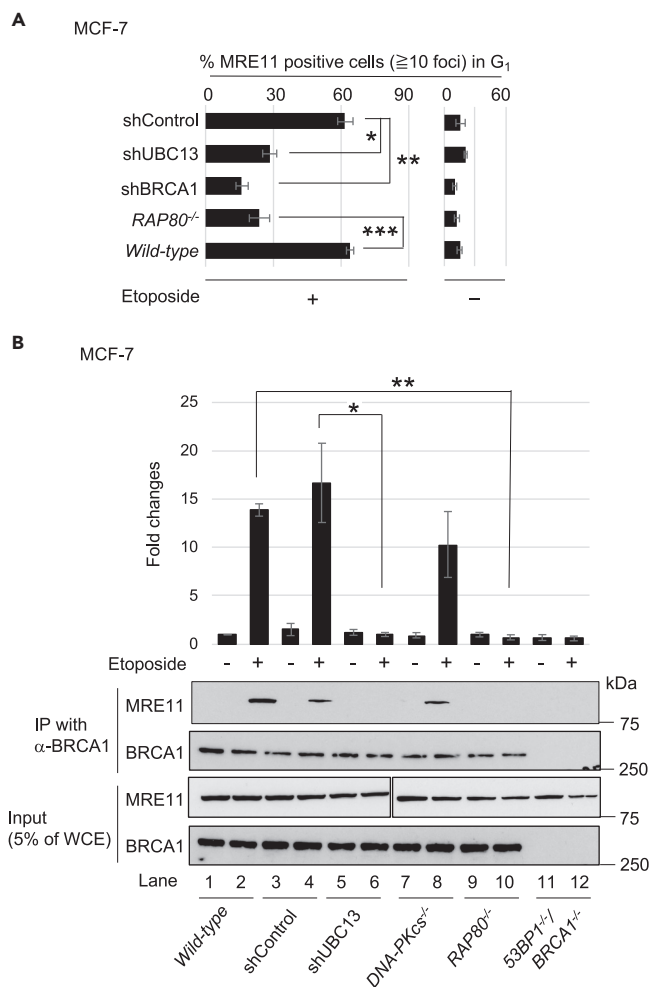 A
MCF-7
% MRE11 positive cells (≧10 foci) in G1
0 30 60 90 0 60
shControl
shUBC13
shBRCA1
RAP80-/-
Wild-type
*
**
***
Etoposide + −
B
MCF-7
**
*
Fold changes
25
20
15
10
5
0
Etoposide - + - + - + - + - + - +
kDa
IP with
α-BRCA1
MRE11
75
BRCA1
250
Input
(5% of WCE)
MRE11
75
BRCA1
250
Lane 1 2 3 4 5 6 7 8 9 10 11 12
Wild-type
shControl
shUBC13
DNA-PKcs-/-
RAP80-/-
53BP1-/-/
BRCA1-/-